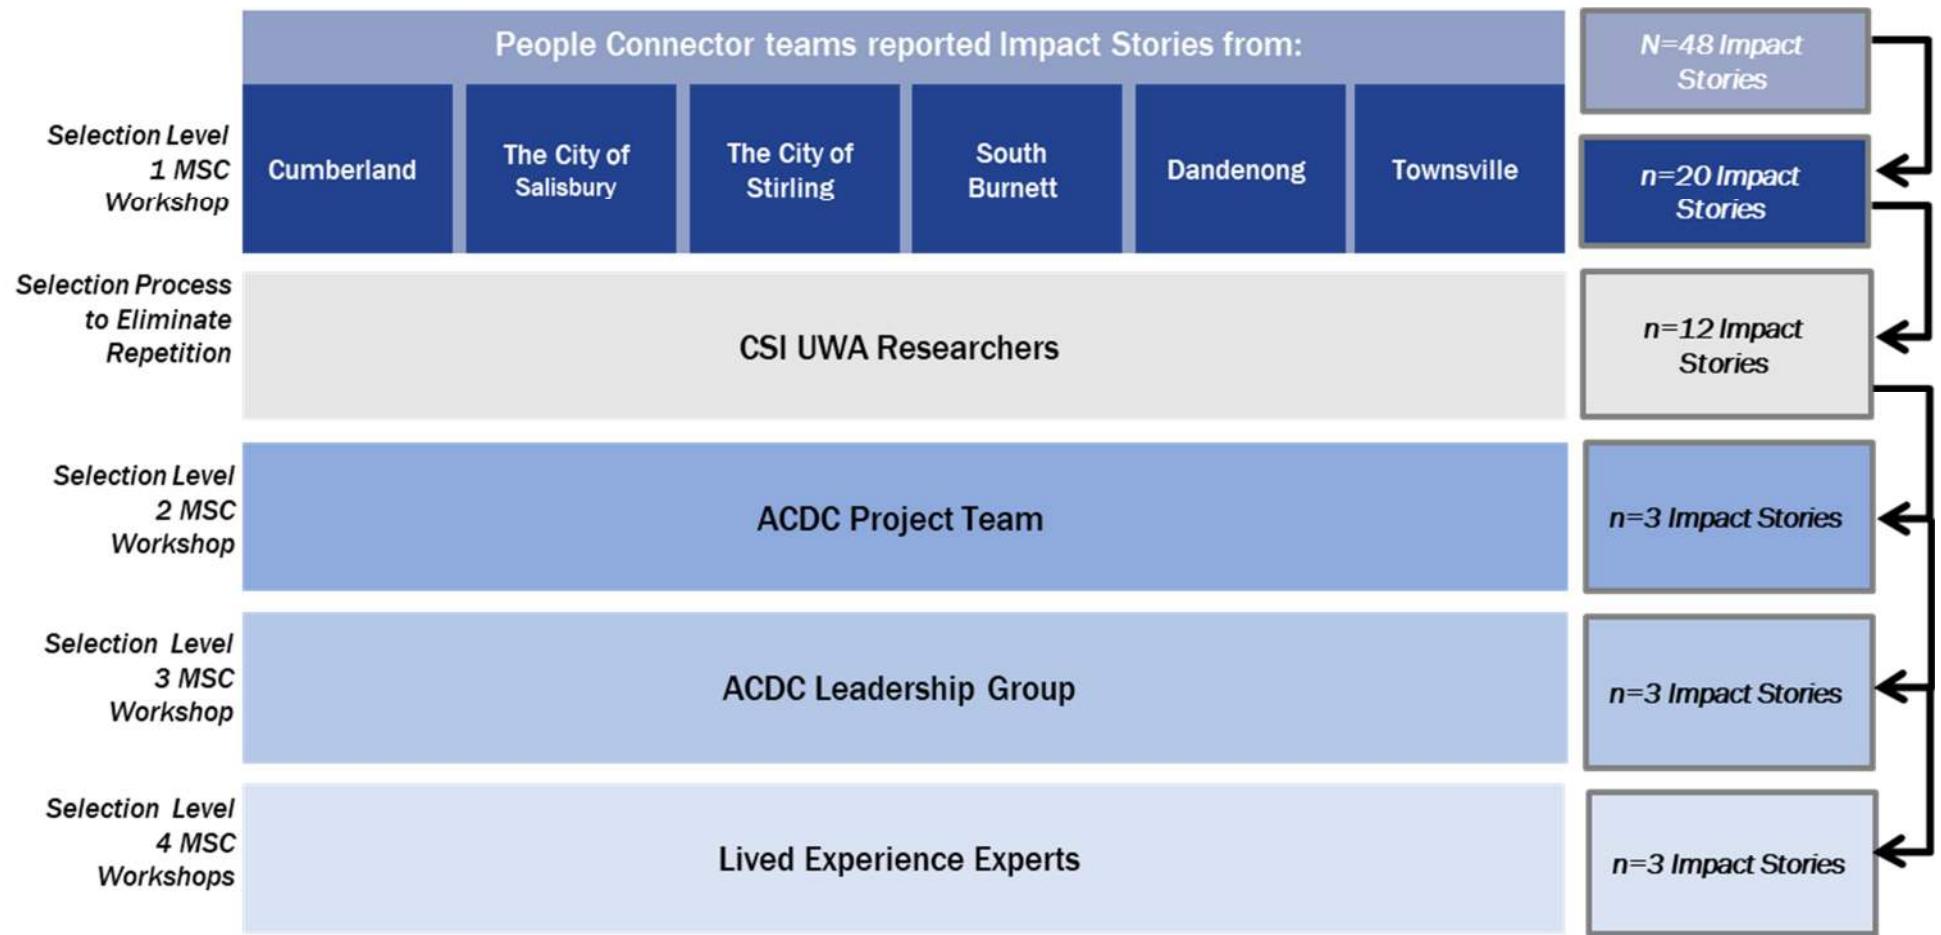 People Connector teams reported Impact Stories from:
N=48 Impact
Stories
Selection Level
1 MSC
Workshop
Cumberland
The City of
Salisbury
The City of
Stirling
South
Burnett
Dandenong
Townsville
n=20 Impact
Stories
Selection Process
to Eliminate
Repetition
CSI UWA Researchers
n=12 Impact
Stories
Selection Level
2 MSC
Workshop
ACDC Project Team
n=3 Impact Stories
Selection Level
3 MSC
Workshop
ACDC Leadership Group
n=3 Impact Stories
Selection Level
4 MSC
Workshops
Lived Experience Experts
n=3 Impact Stories